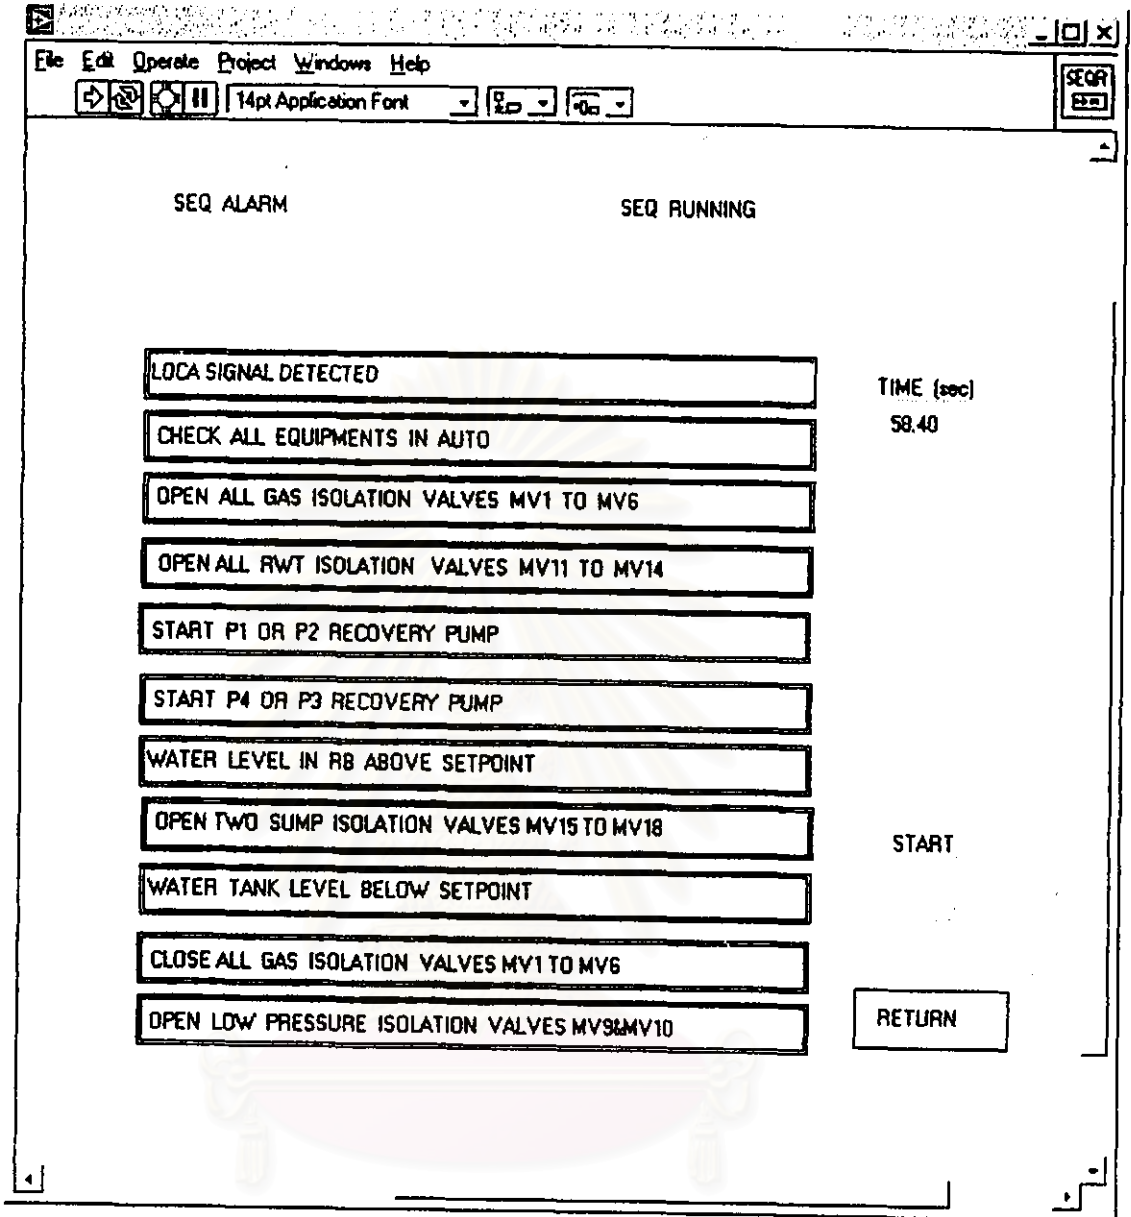 File Edit Operate Project Windows Help
14pt Application Font
SEQR
SEQ ALARM SEQ RUNNING
LOCA SIGNAL DETECTED
TIME (sec)
58.40
CHECK ALL EQUIPMENTS IN AUTO
OPEN ALL GAS ISOLATION VALVES MV1 TO MV6
OPEN ALL RWT ISOLATION VALVES MV11 TO MV14
START P1 OR P2 RECOVERY PUMP
START P4 OR P3 RECOVERY PUMP
WATER LEVEL IN RB ABOVE SETPOINT
OPEN TWO SUMP ISOLATION VALVES MV15 TO MV18
START
WATER TANK LEVEL BELOW SETPOINT
CLOSE ALL GAS ISOLATION VALVES MV1 TO MV6
OPEN LOW PRESSURE ISOLATION VALVES MV9&MV10
RETURN